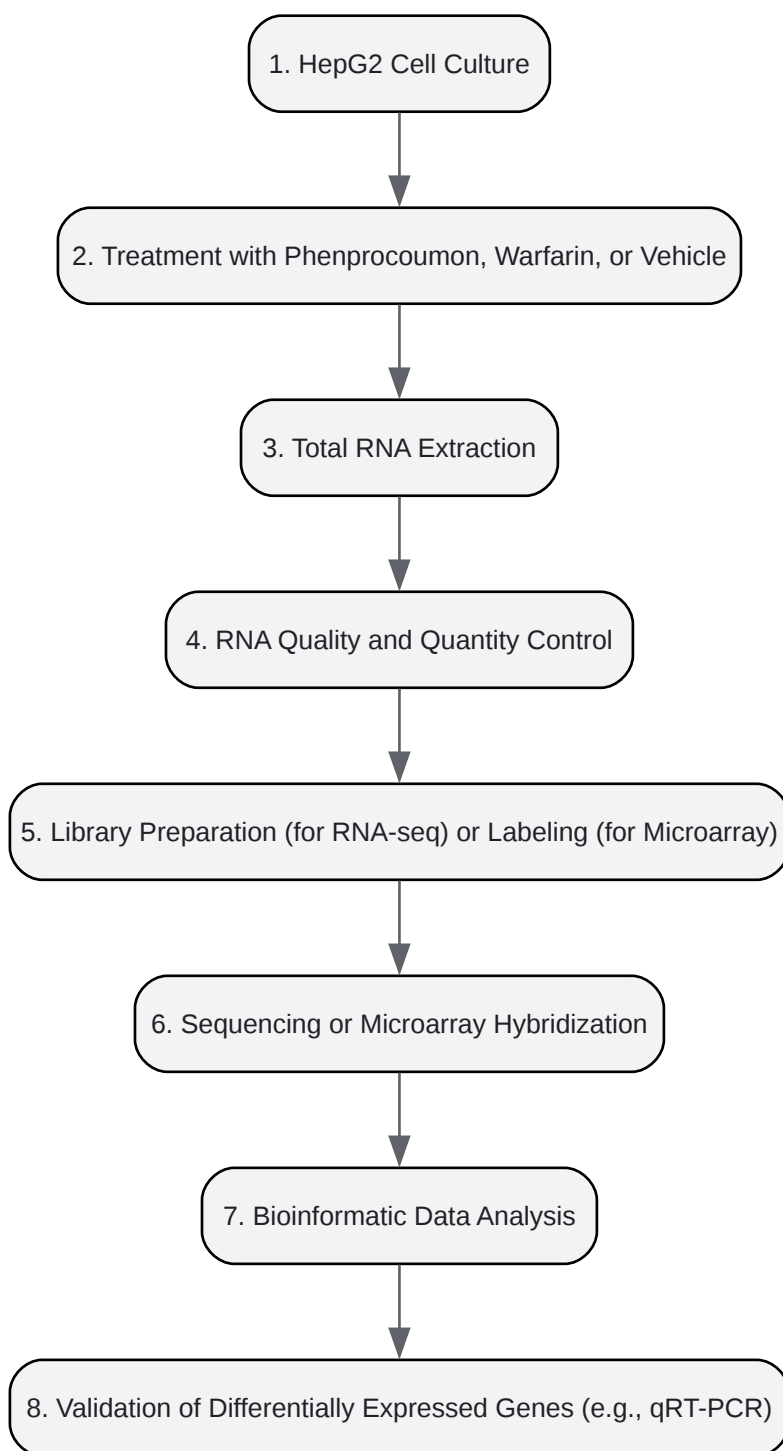 1. HepG2 Cell Culture
2. Treatment with Phenprocoumon, Warfarin, or Vehicle
3. Total RNA Extraction
4. RNA Quality and Quantity Control
5. Library Preparation (for RNA-seq) or Labeling (for Microarray)
6. Sequencing or Microarray Hybridization
7. Bioinformatic Data Analysis
8. Validation of Differentially Expressed Genes (e.g., qRT-PCR)